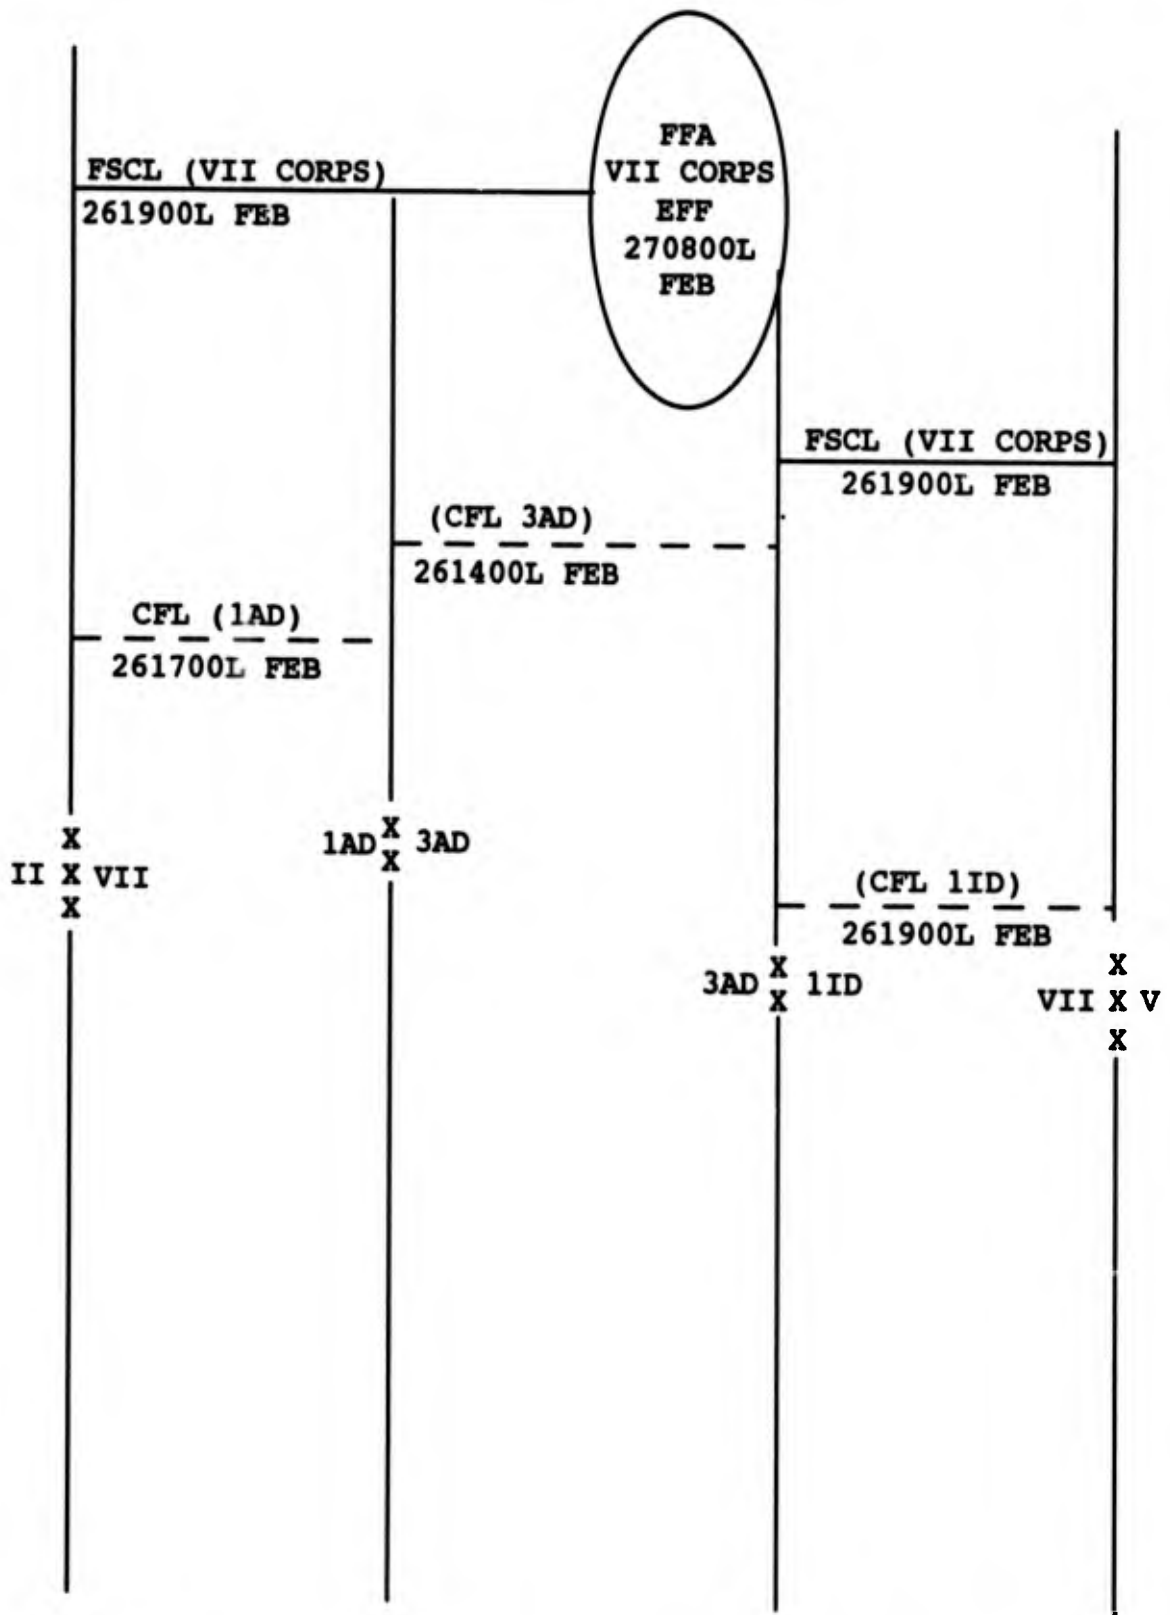 FFA
VII CORPS
EFF
270800L
FEB
FSCL (VII CORPS)
261900L FEB
FSCL (VII CORPS)
261900L FEB
(CFL 3AD)
261400L FEB
CFL (1AD)
261700L FEB
X
II X VII
X
X
1AD 3AD
X
(CFL 1ID)
261900L FEB
X
3AD 1ID
X
X
VII X V
X